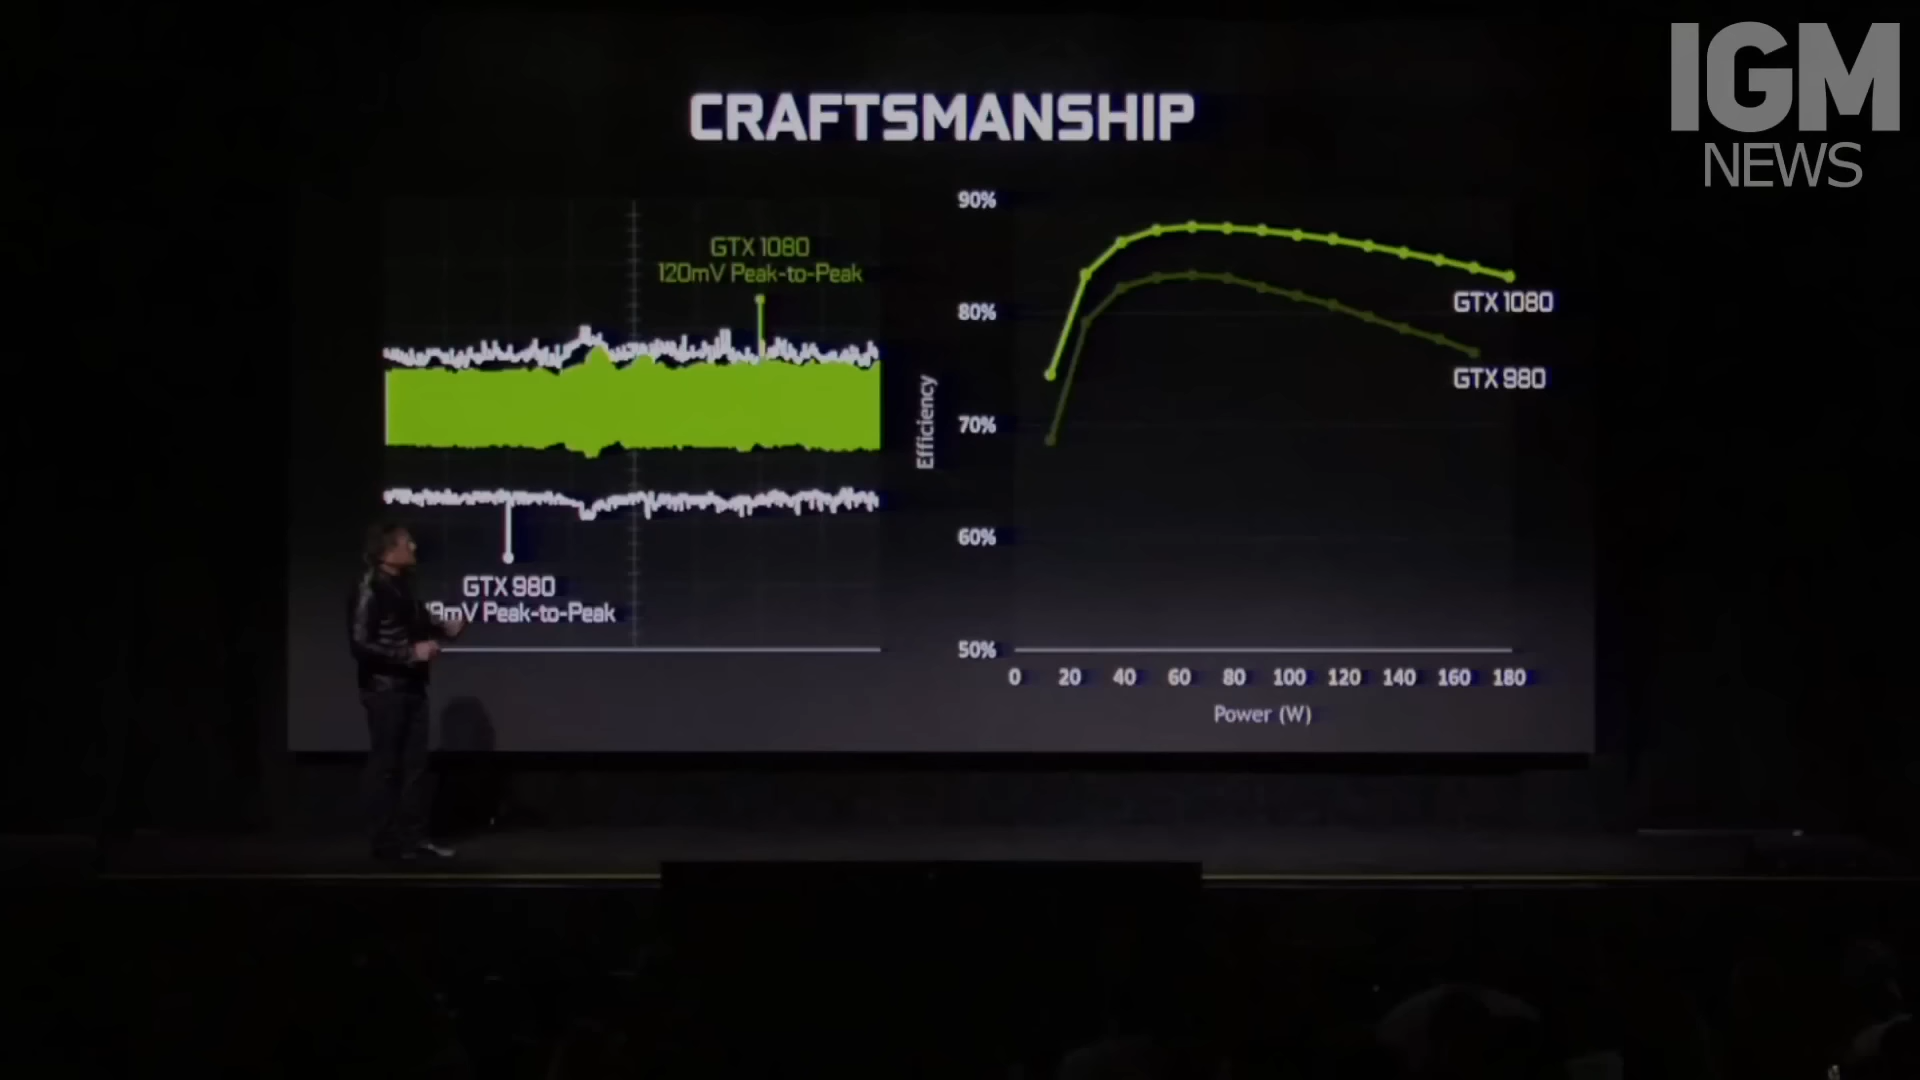 IGM
NEWS
CRAFTSMANSHIP
GTX 1080
120mV Peak-to-Peak
GTX 980
Peak-to-Peak
Efficiency
90%
80%
70%
60%
50%
GTX 1080
GTX 980
0 20 40 60 80 100 120 140 160 180
Power (W)